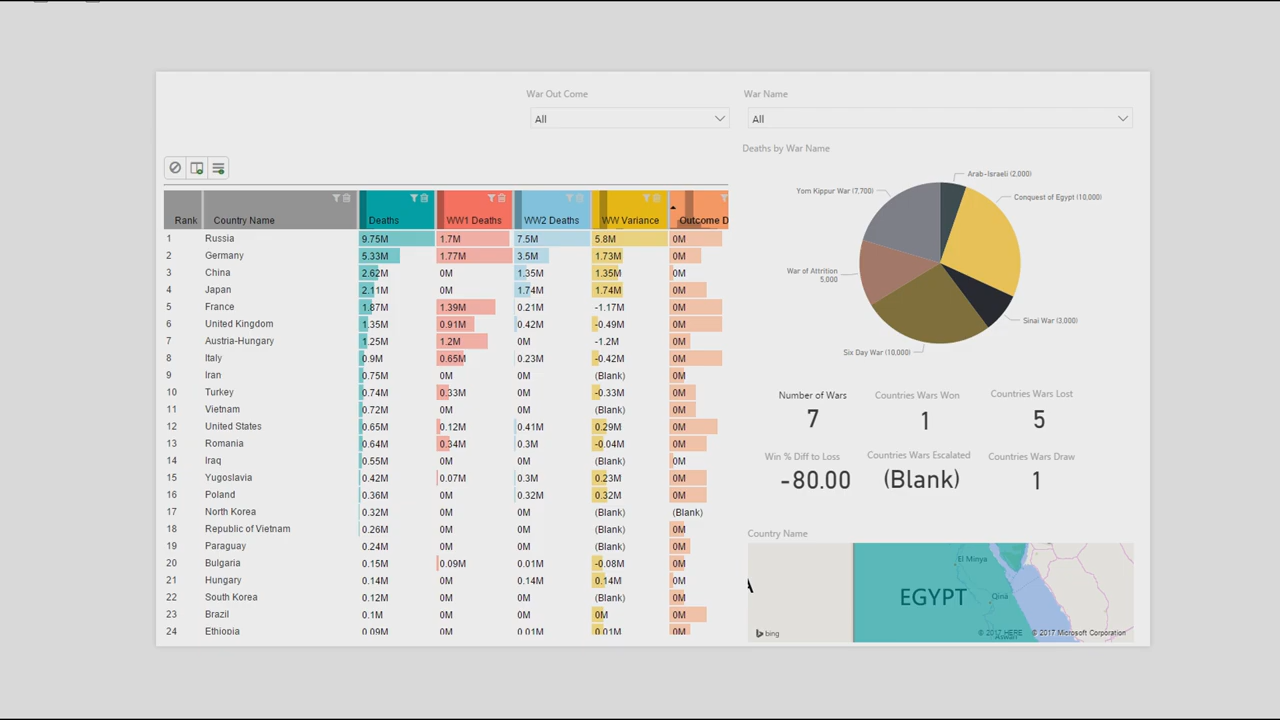 War Out Come
All
War Name
All
Rank Country Name Deaths WW1 Deaths WW2 Deaths WW Variance Outcome D
1 Russia 9.75M 1.7M 7.5M 5.8M 0M
2 Germany 5.33M 1.77M 3.5M 1.73M 0M
3 China 2.62M 0M 1.35M 1.35M 0M
4 Japan 2.11M 0M 1.74M 1.74M 0M
5 France 1.87M 1.39M 0.21M -1.17M 0M
6 United Kingdom 1.35M 0.91M 0.42M -0.49M 0M
7 Austria-Hungary 1.25M 1.2M 0M -1.2M 0M
8 Italy 0.9M 0.65M 0.23M -0.42M 0M
9 Iran 0.75M 0M 0M (Blank) 0M
10 Turkey 0.74M 0.33M 0M -0.33M 0M
11 Vietnam 0.72M 0M 0M (Blank) 0M
12 United States 0.65M 0.12M 0.41M 0.29M 0M
13 Romania 0.64M 0.34M 0.3M -0.04M 0M
14 Iraq 0.55M 0M 0M (Blank) 0M
15 Yugoslavia 0.42M 0.07M 0.3M 0.23M 0M
16 Poland 0.36M 0M 0.32M 0.32M 0M
17 North Korea 0.32M 0M 0M (Blank) (Blank)
18 Republic of Vietnam 0.26M 0M 0M (Blank) 0M
19 Paraguay 0.24M 0M 0M (Blank) 0M
20 Bulgaria 0.15M 0.09M 0.01M -0.08M 0M
21 Hungary 0.14M 0M 0.14M 0.14M 0M
22 South Korea 0.12M 0M 0M (Blank) 0M
23 Brazil 0.1M 0M 0M 0M 0M
24 Ethiopia 0.09M 0M 0.01M 0.01M 0M
Deaths by War Name
Arab-Israeli (2,000)
Yom Kippur War (7,700)
Conquest of Egypt (10,000)
War of Attrition
5,000
Sinai War (3,000)
Six Day War (10,000)
Number of Wars
7
Countries Wars Won
1
Countries Wars Lost
5
Win % Diff to Loss
-80.00
Countries Wars Escalated
(Blank)
Countries Wars Draw
1
Country Name
A
El Minya
EGYPT
Qina
Aswan
bing
© 2017 HERE © 2017 Microsoft Corporation